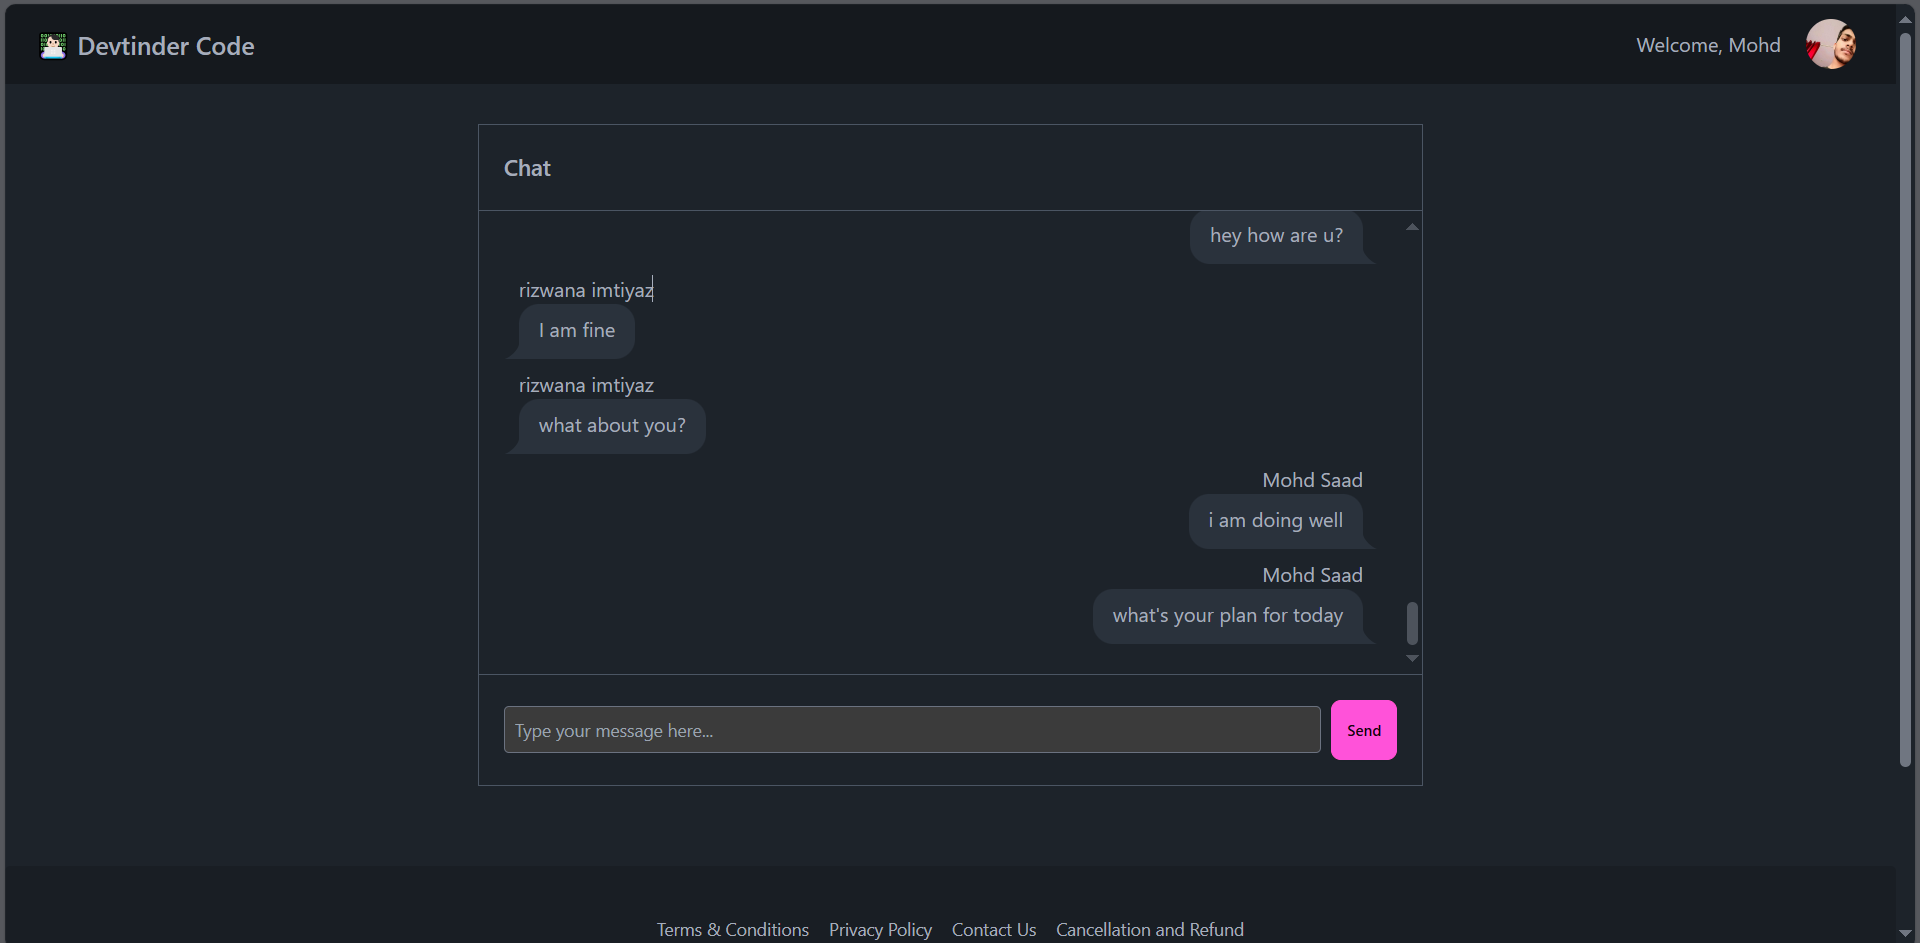 Devtinder Code
Welcome, Mohd
Chat
hey how are u?
rizwana imtiyaz
I am fine
rizwana imtiyaz
what about you?
Mohd Saad
i am doing well
Mohd Saad
what's your plan for today
Type your message here...
Send
Terms & Conditions Privacy Policy Contact Us Cancellation and Refund